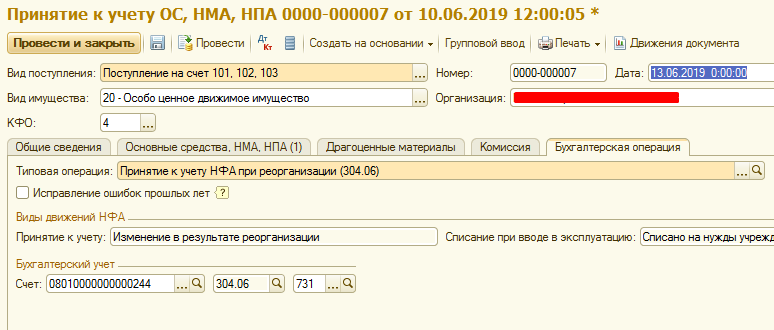 Принятие к учету ОС, НМА, НПА 0000-000007 от 10.06.2019 12:00:05 *
Провести и закрыть Провести Дт Кт Создать на основании Групповой ввод Печать Движения документа
Вид поступления: Поступление на счет 101, 102, 103 ... Номер: 0000-000007 Дата: 13.06.2019 0:00:00
Вид имущества: 20 - Особо ценное движимое имущество ... Организация:
КФО: 4 ...
Общие сведения Основные средства, НМА, НПА (1) Драгоценные материалы Комиссия Бухгалтерская операция
Типовая операция: Принятие к учету НФА при реорганизации (304.06) ...
Исправление ошибок прошлых лет ?
Виды движений НФА
Принятие к учету: Изменение в результате реорганизации Списание при вводе в эксплуатацию: Списано на нужды учрежд
Бухгалтерский учет
Счет: 08010000000000244 ... 304.06 731 ...